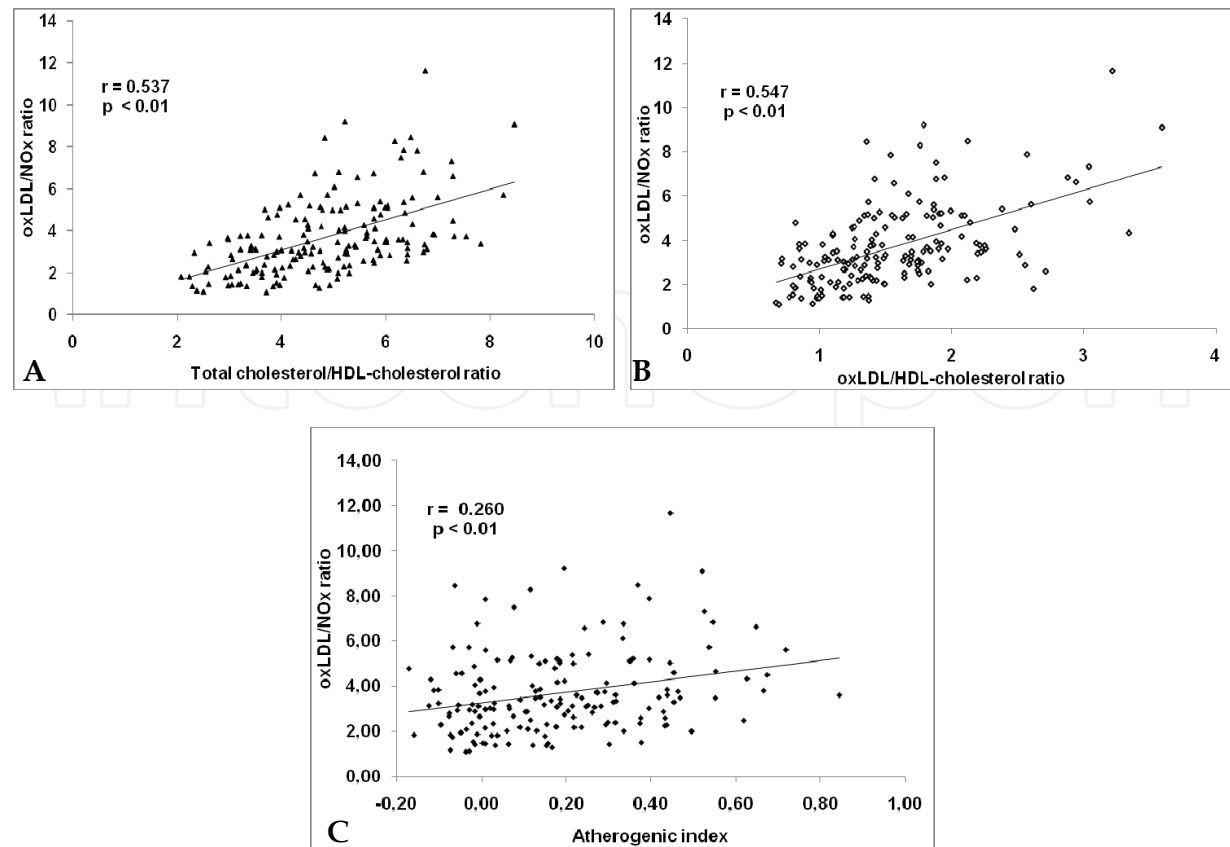 14
12
10
8
6
4
2
0
r = 0.537
p < 0.01
oxLDL/NOx ratio
0 2 4 6 8 10
Total cholesterol/HDL-cholesterol ratio
A
14
12
10
8
6
4
2
0
r = 0.547
p < 0.01
oxLDL/NOx ratio
0 1 2 3 4
oxLDL/HDL-cholesterol ratio
B
14,00
12,00
10,00
8,00
6,00
4,00
2,00
0,00
r = 0.260
p < 0.01
oxLDL/NOx ratio
-0,20 0,00 0,20 0,40 0,60 0,80 1,00
Atherogenic index
C